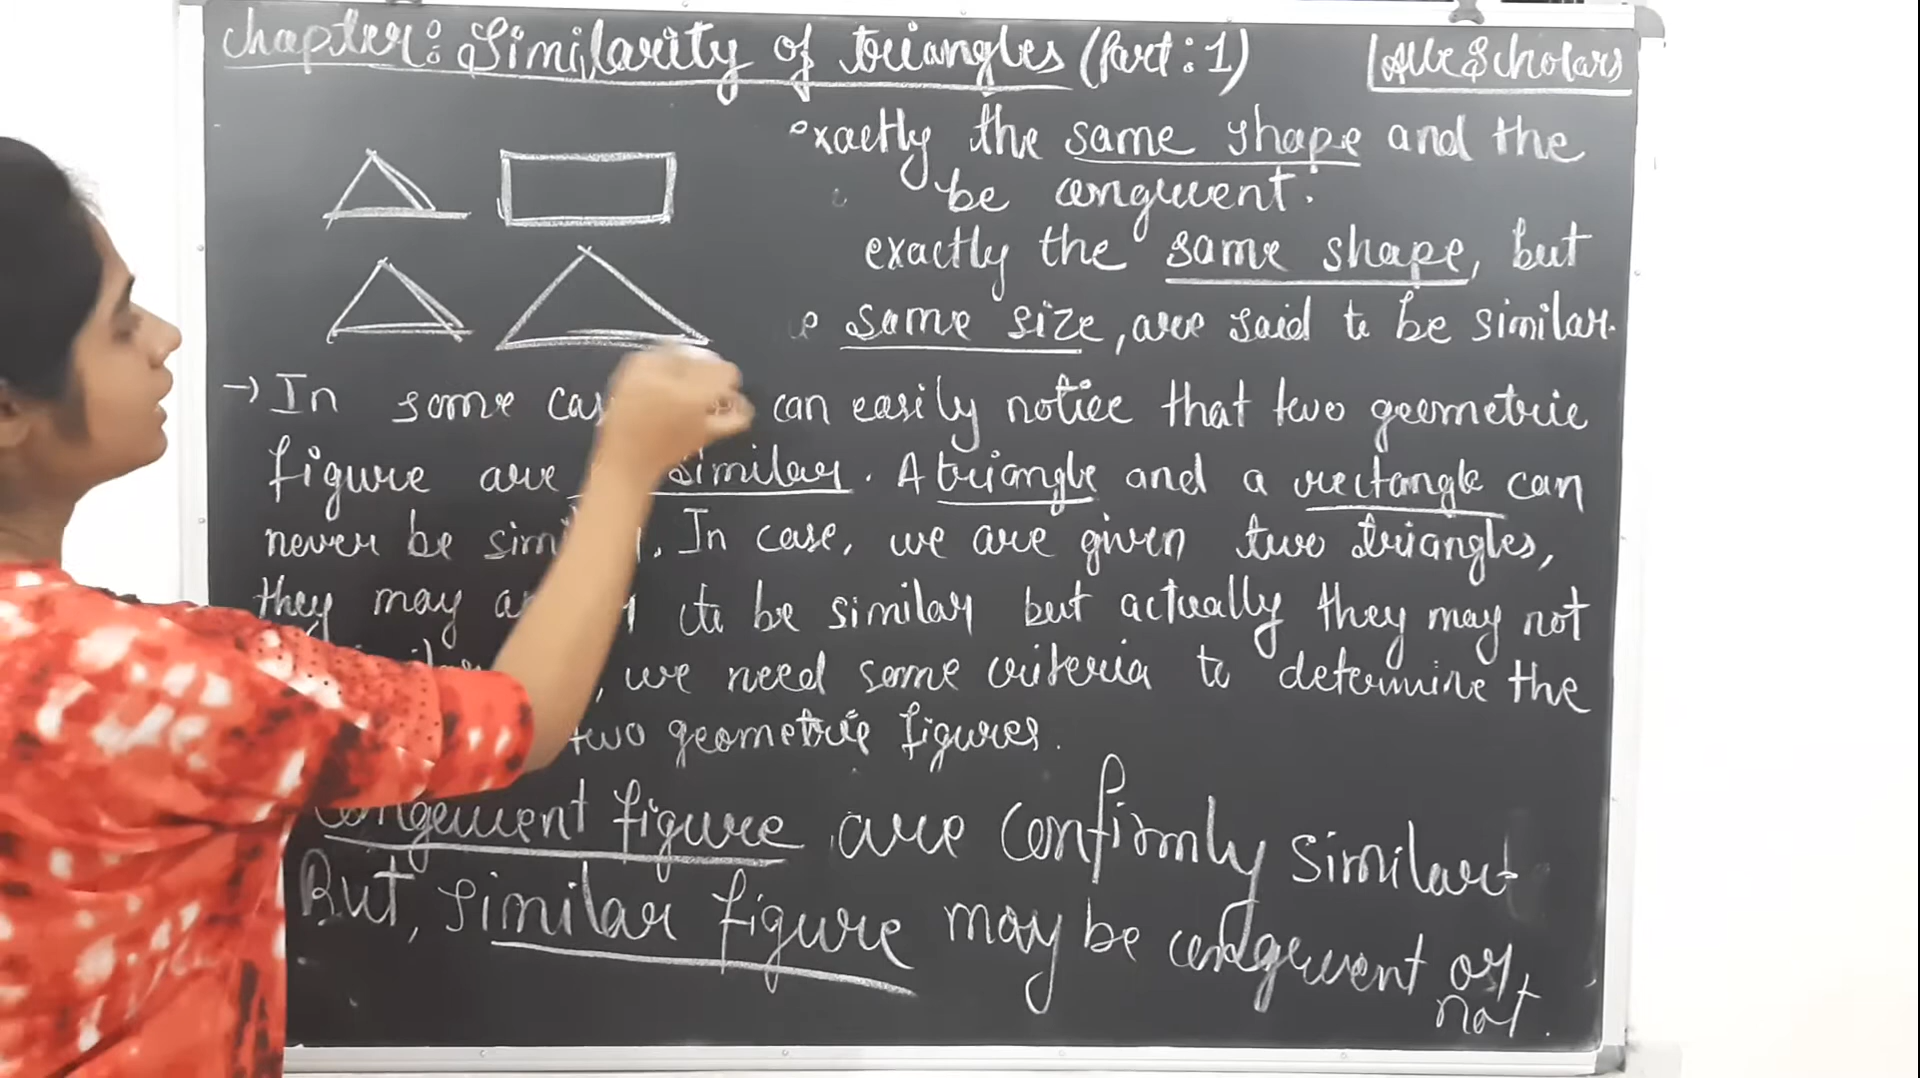 Chapter: Similarity of triangles (Part: 1)
AVE Scholars
exactly the same shape and the
be congruent.
exactly the same shape, but
same size, are said to be similar.
→ In some can easily notice that two geometric
figure are similar. A triangle and a rectangle can
never be In case, we are given two triangles,
they may to be similar but actually they may not
, we need some criteria to determine the
two geometric figures.
figure are confirmly similar
But, Similar figure may be congruent or
not.